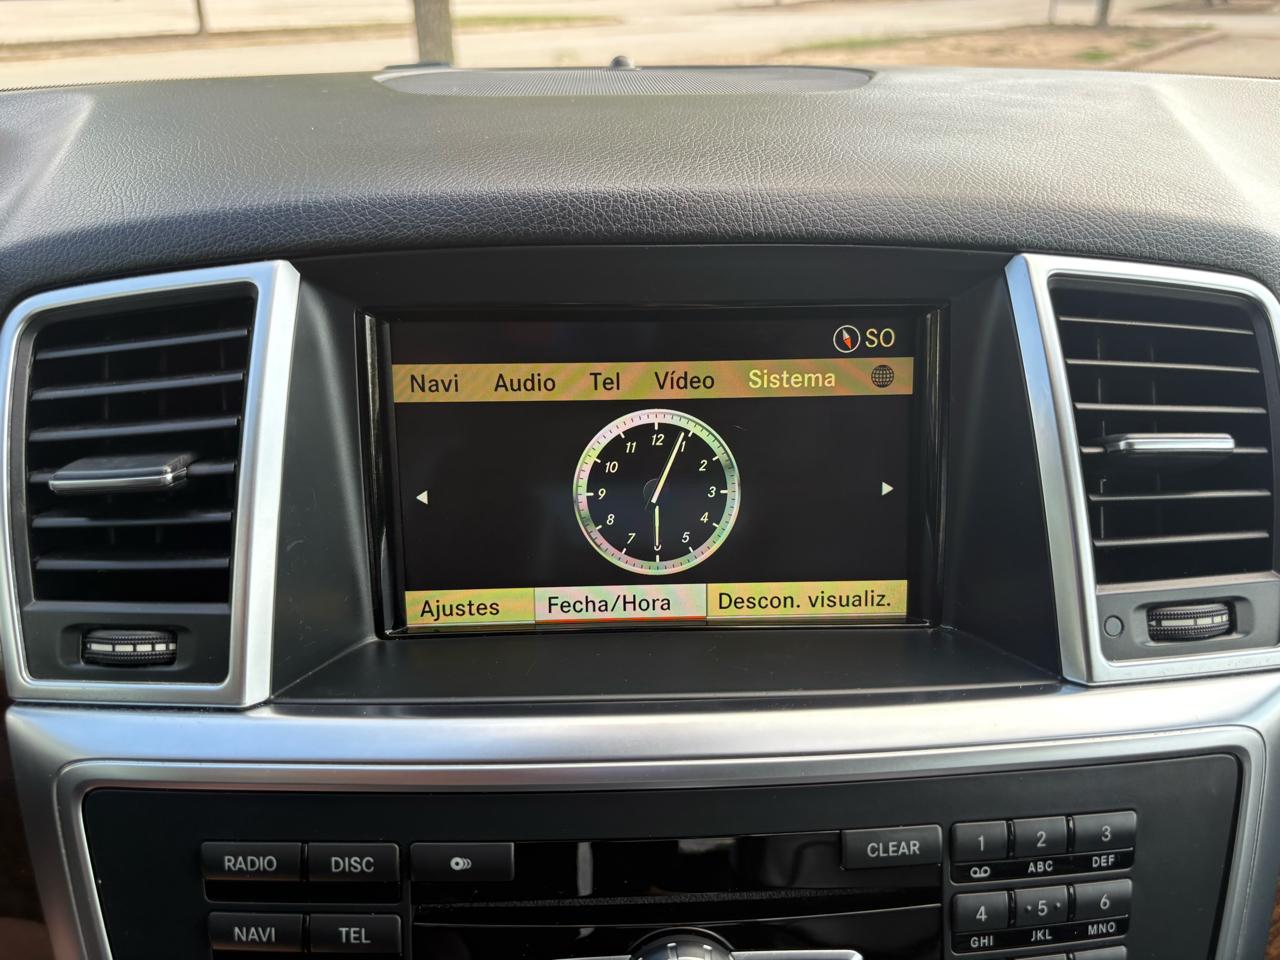 SO
Navi Audio Tel Vídeo Sistema
12
11 1
10 2
9 3
8 4
7 5
Ajustes Fecha/Hora Descon. visualiz.
RADIO DISC CLEAR 1 2 3
ABC DEF
NAVI TEL 4 5 6
GHI JKL MNO